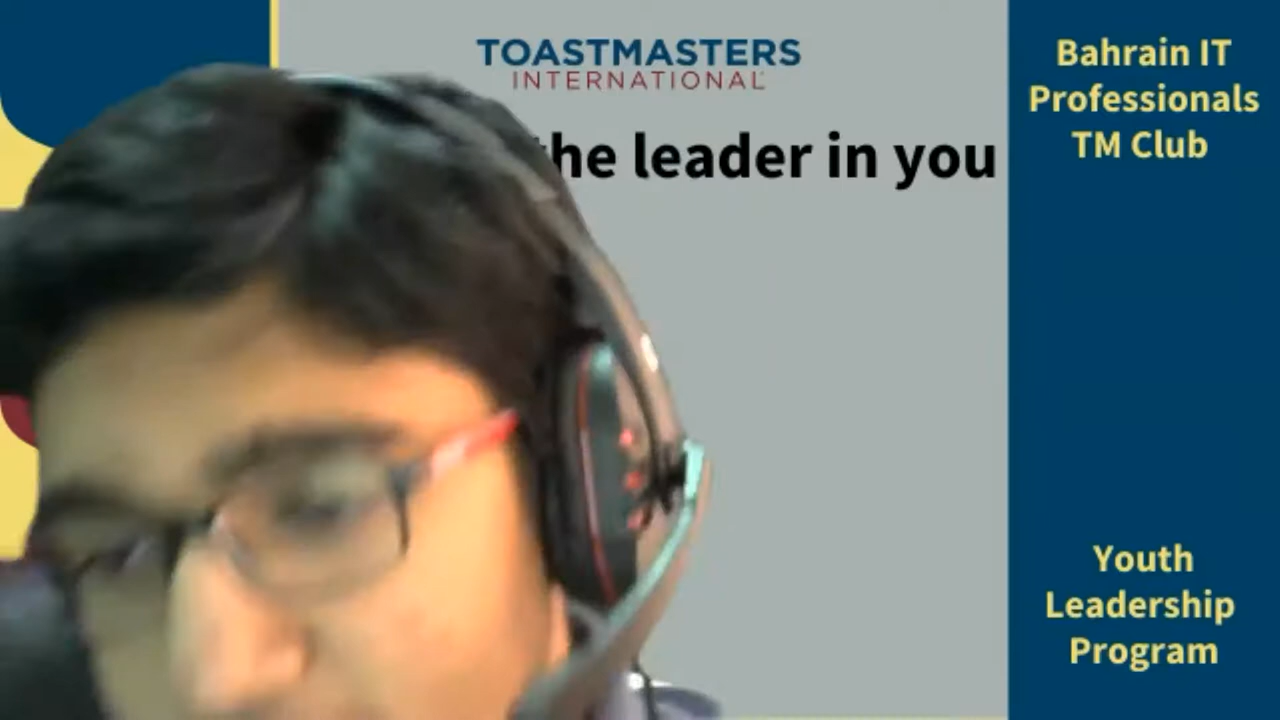 TOASTMASTERS
INTERNATIONAL
the leader in you
Bahrain IT
Professionals
TM Club
Youth
Leadership
Program